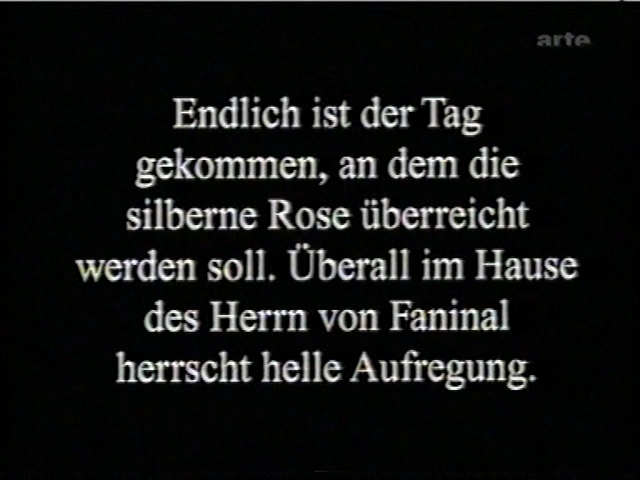 arte
Endlich ist der Tag
gekommen, an dem die
silberne Rose überreicht
werden soll. Überall im Hause
des Herrn von Faninal
herrscht helle Aufregung.